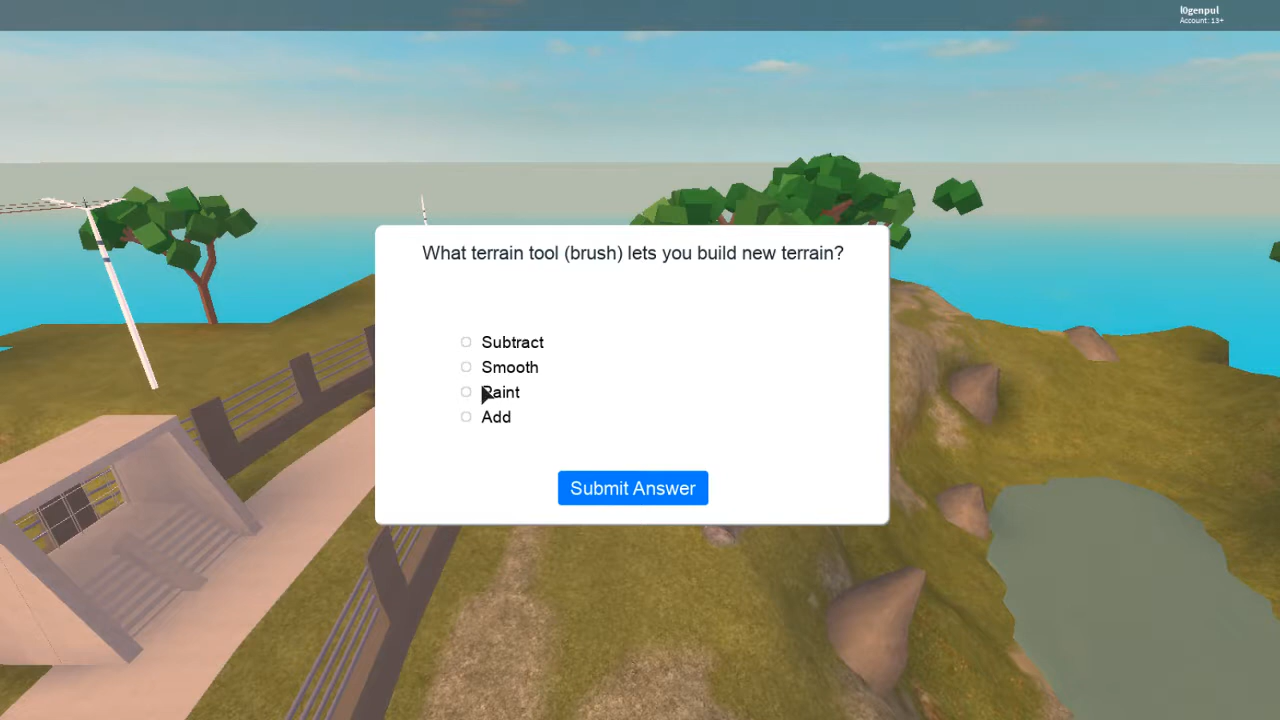 l0genpul
Account: 13+
What terrain tool (brush) lets you build new terrain?
Subtract
Smooth
Paint
Add
Submit Answer